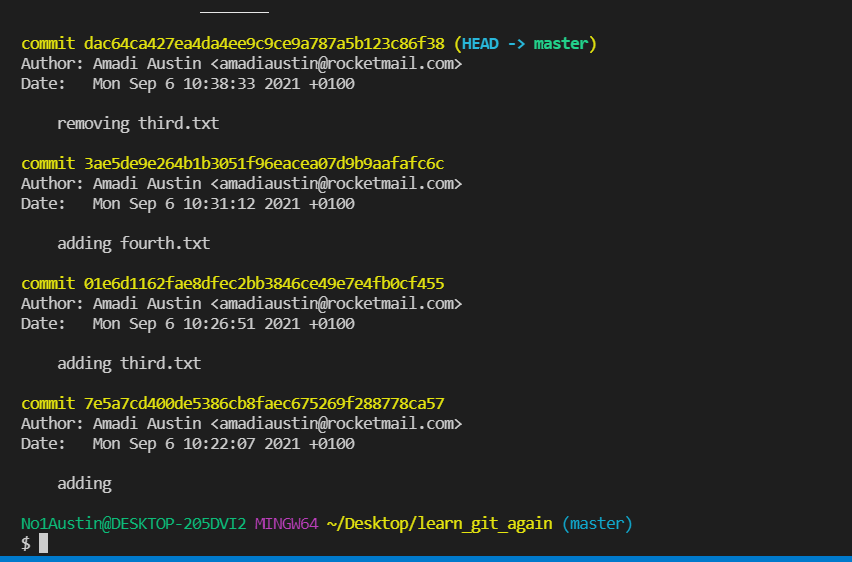 commit dac64ca427ea4da4ee9c9ce9a787a5b123c86f38 (HEAD -> master)
Author: Amadi Austin <amadiaustin@rocketmail.com>
Date:   Mon Sep 6 10:38:33 2021 +0100
removing third.txt
commit 3ae5de9e264b1b3051f96eacea07d9b9aafafc6c
Author: Amadi Austin <amadiaustin@rocketmail.com>
Date:   Mon Sep 6 10:31:12 2021 +0100
adding fourth.txt
commit 01e6d1162fae8dfec2bb3846ce49e7e4fb0cf455
Author: Amadi Austin <amadiaustin@rocketmail.com>
Date:   Mon Sep 6 10:26:51 2021 +0100
adding third.txt
commit 7e5a7cd400de5386cb8faec675269f288778ca57
Author: Amadi Austin <amadiaustin@rocketmail.com>
Date:   Mon Sep 6 10:22:07 2021 +0100
adding
No1Austin@DESKTOP-205DVI2 MINGW64 ~/Desktop/learn_git_again (master)
$